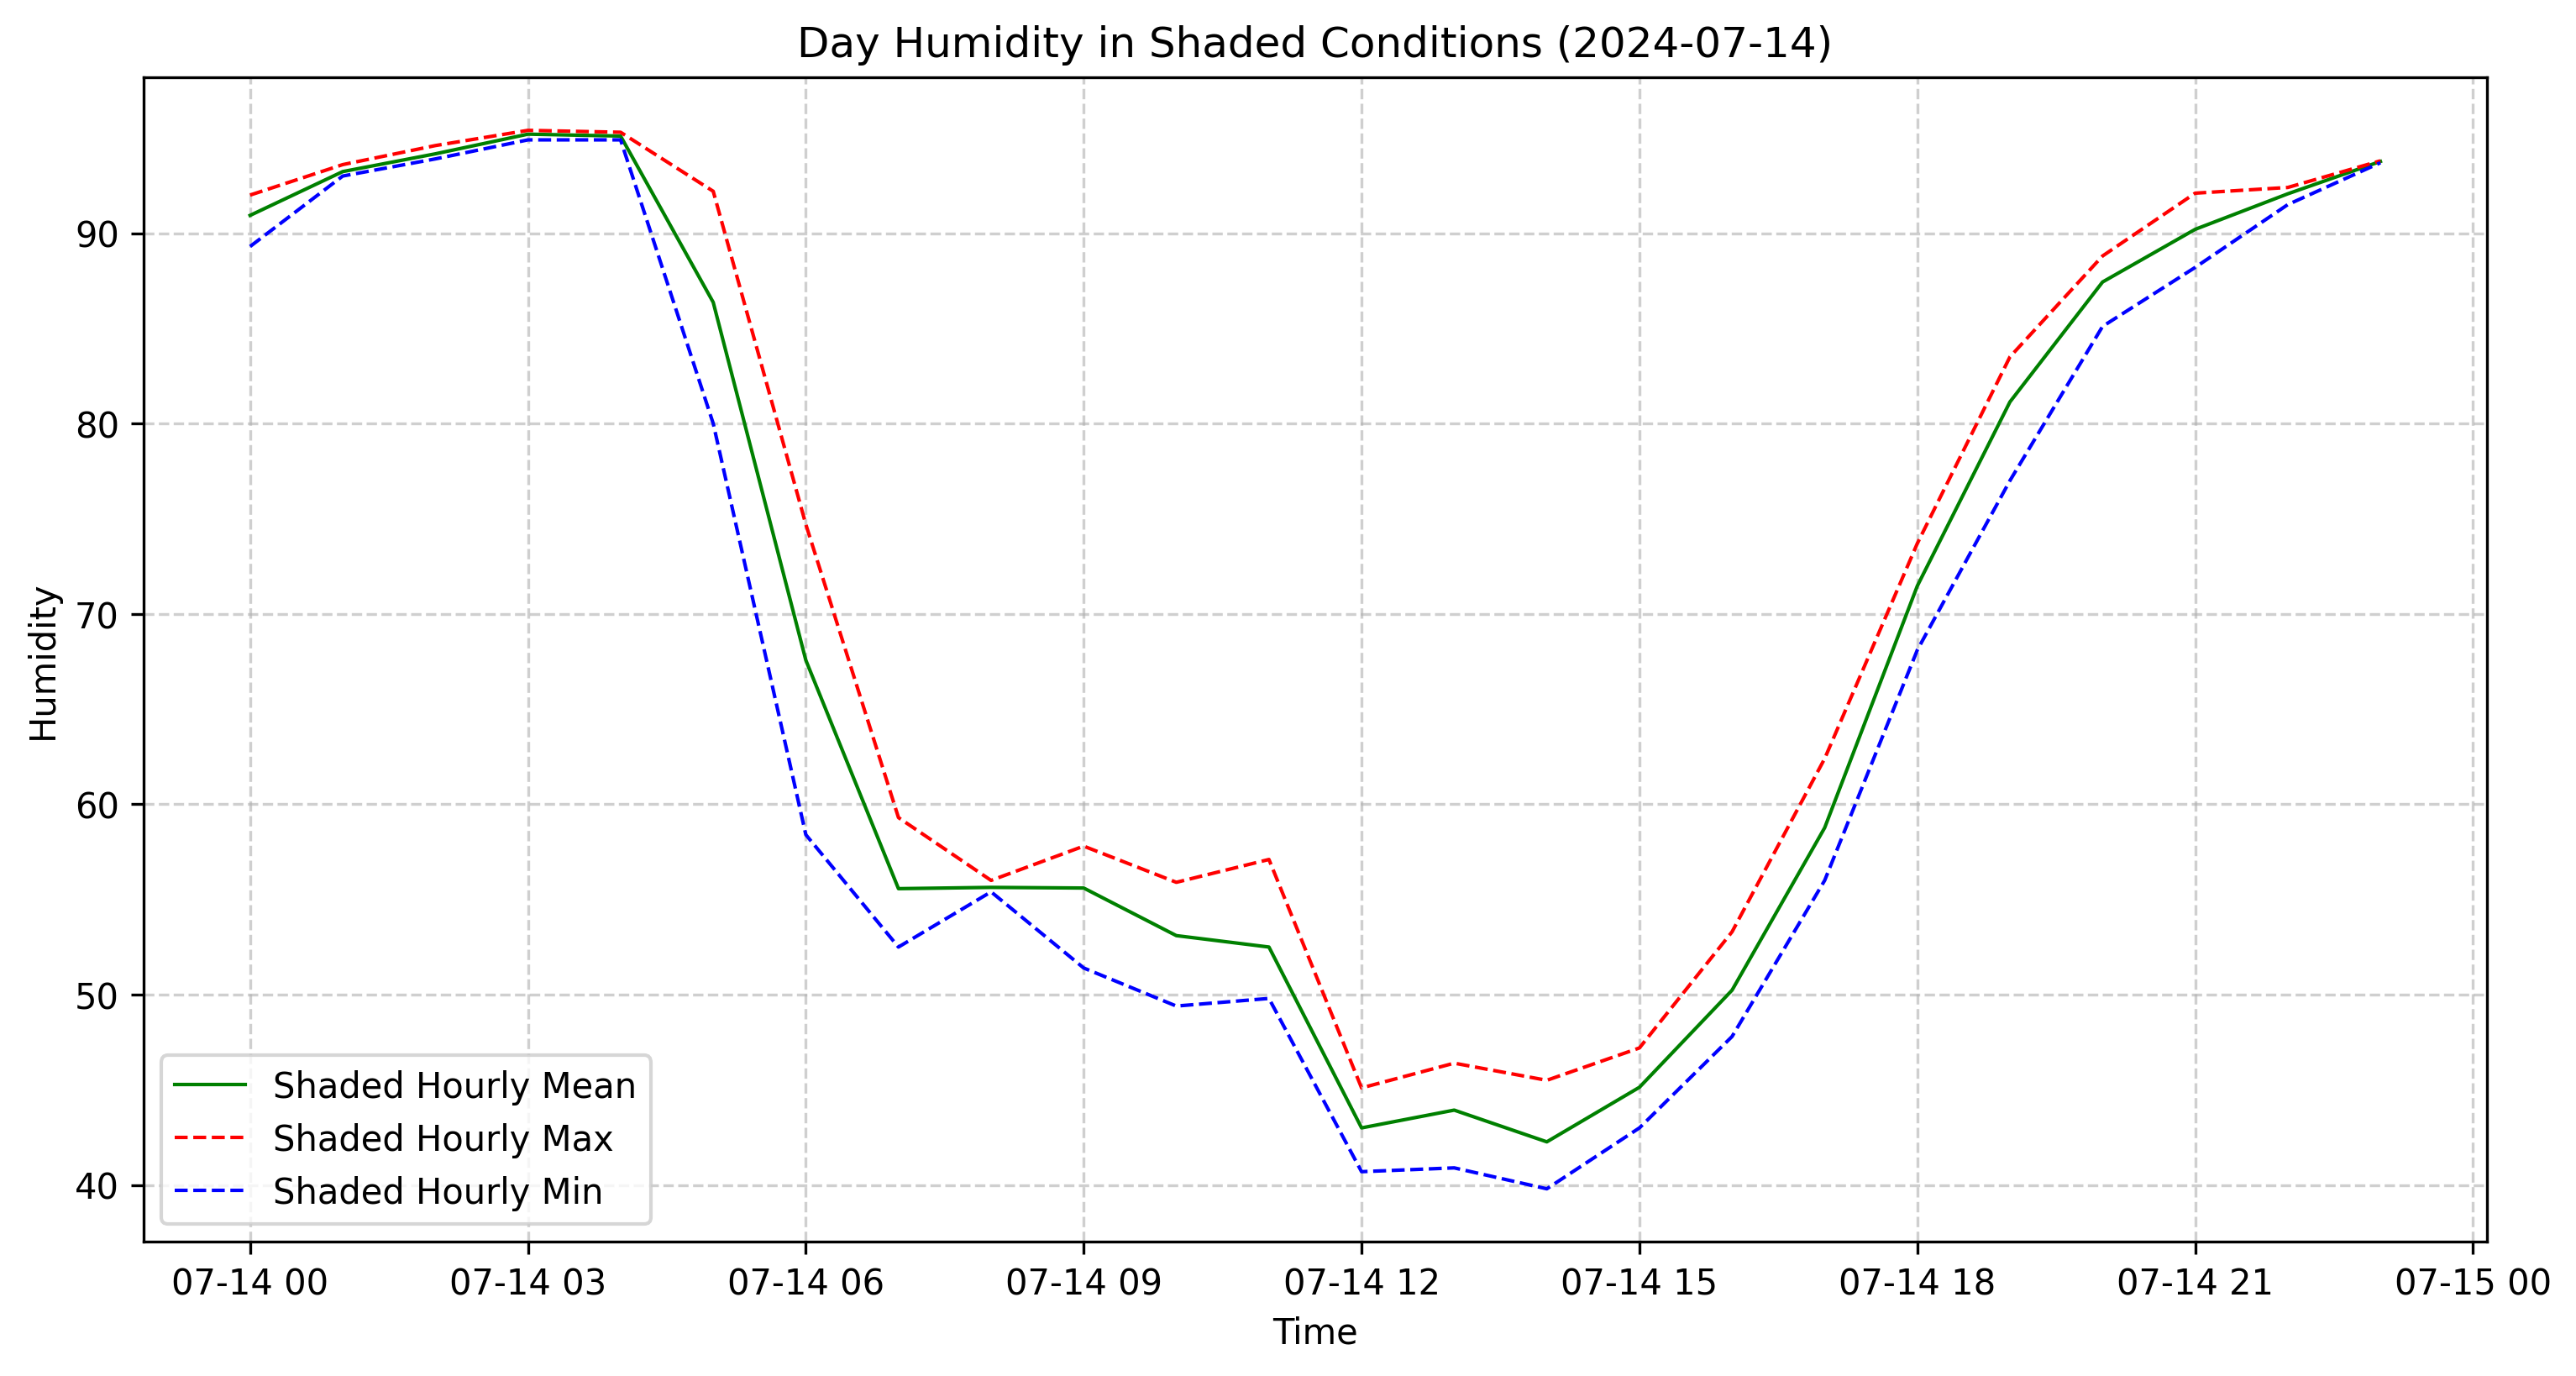 Day Humidity in Shaded Conditions (2024-07-14)
Humidity
90
80
70
60
50
40
Shaded Hourly Mean
Shaded Hourly Max
Shaded Hourly Min
07-14 00 07-14 03 07-14 06 07-14 09 07-14 12 07-14 15 07-14 18 07-14 21 07-15 00
Time